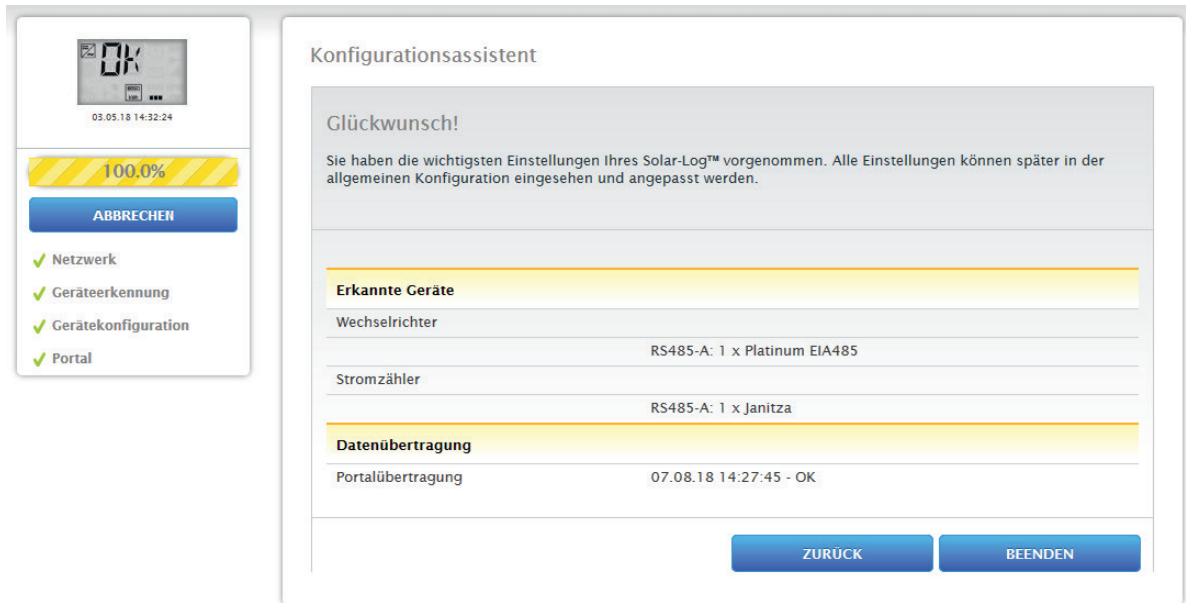 OK
03.05.18 14:32:24
100.0%
ABBRECHEN
Netzwerk
Geräteerkennung
Gerätekonfiguration
Portal
Konfigurationsassistent
Glückwunsch!
Sie haben die wichtigsten Einstellungen Ihres Solar-Log™ vorgenommen. Alle Einstellungen können später in der
allgemeinen Konfiguration eingesehen und angepasst werden.
Erkannte Geräte
Wechselrichter
RS485-A: 1 x Platinum EIA485
Stromzähler
RS485-A: 1 x Janitza
Datenübertragung
Portalübertragung 07.08.18 14:27:45 - OK
ZURÜCK BEENDEN